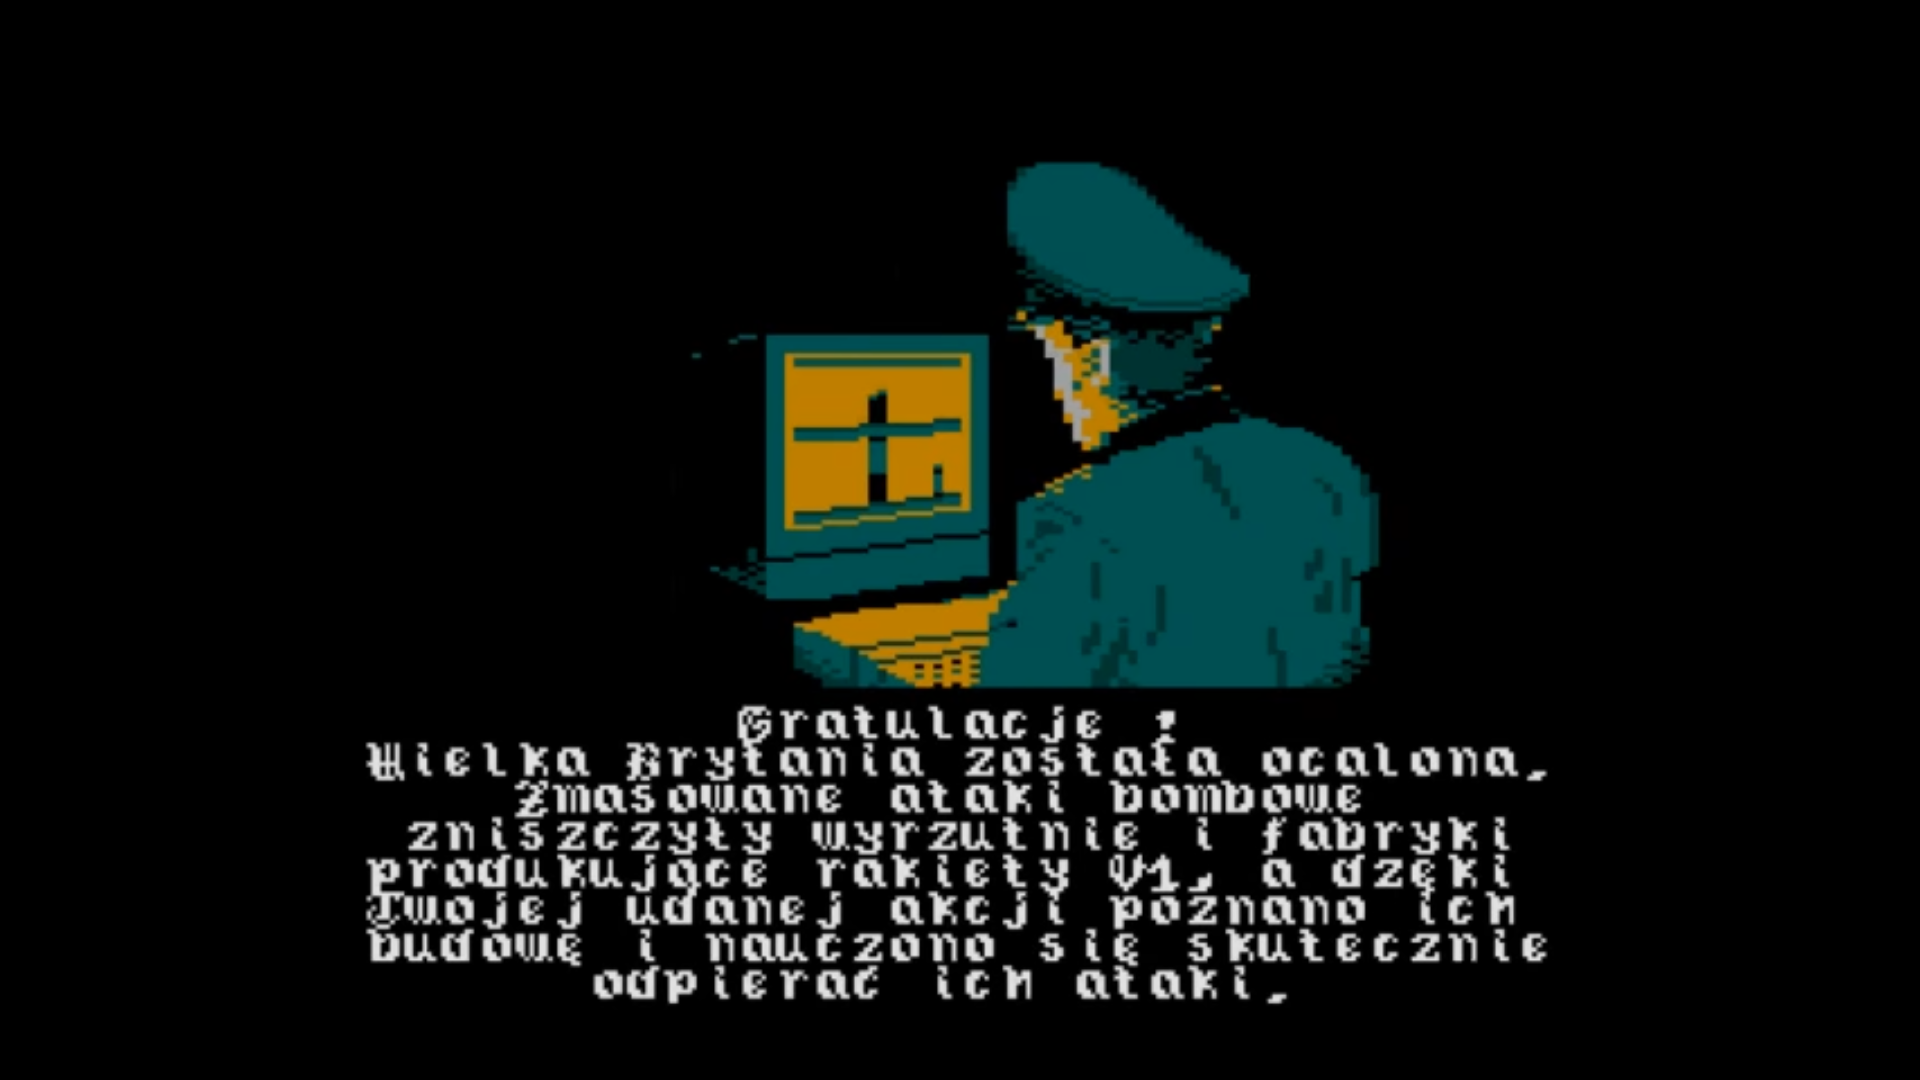 Gratulacje !
Wielka Brytania została ocalona.
Zmasowane ataki bombowe
zniszczyły wyrzutnie i fabryki
produkujące rakiety V1, a dzęki
Twojej udanej akcji poznano ich
budowę i nauczono się skutecznie
odpierać ich ataki.